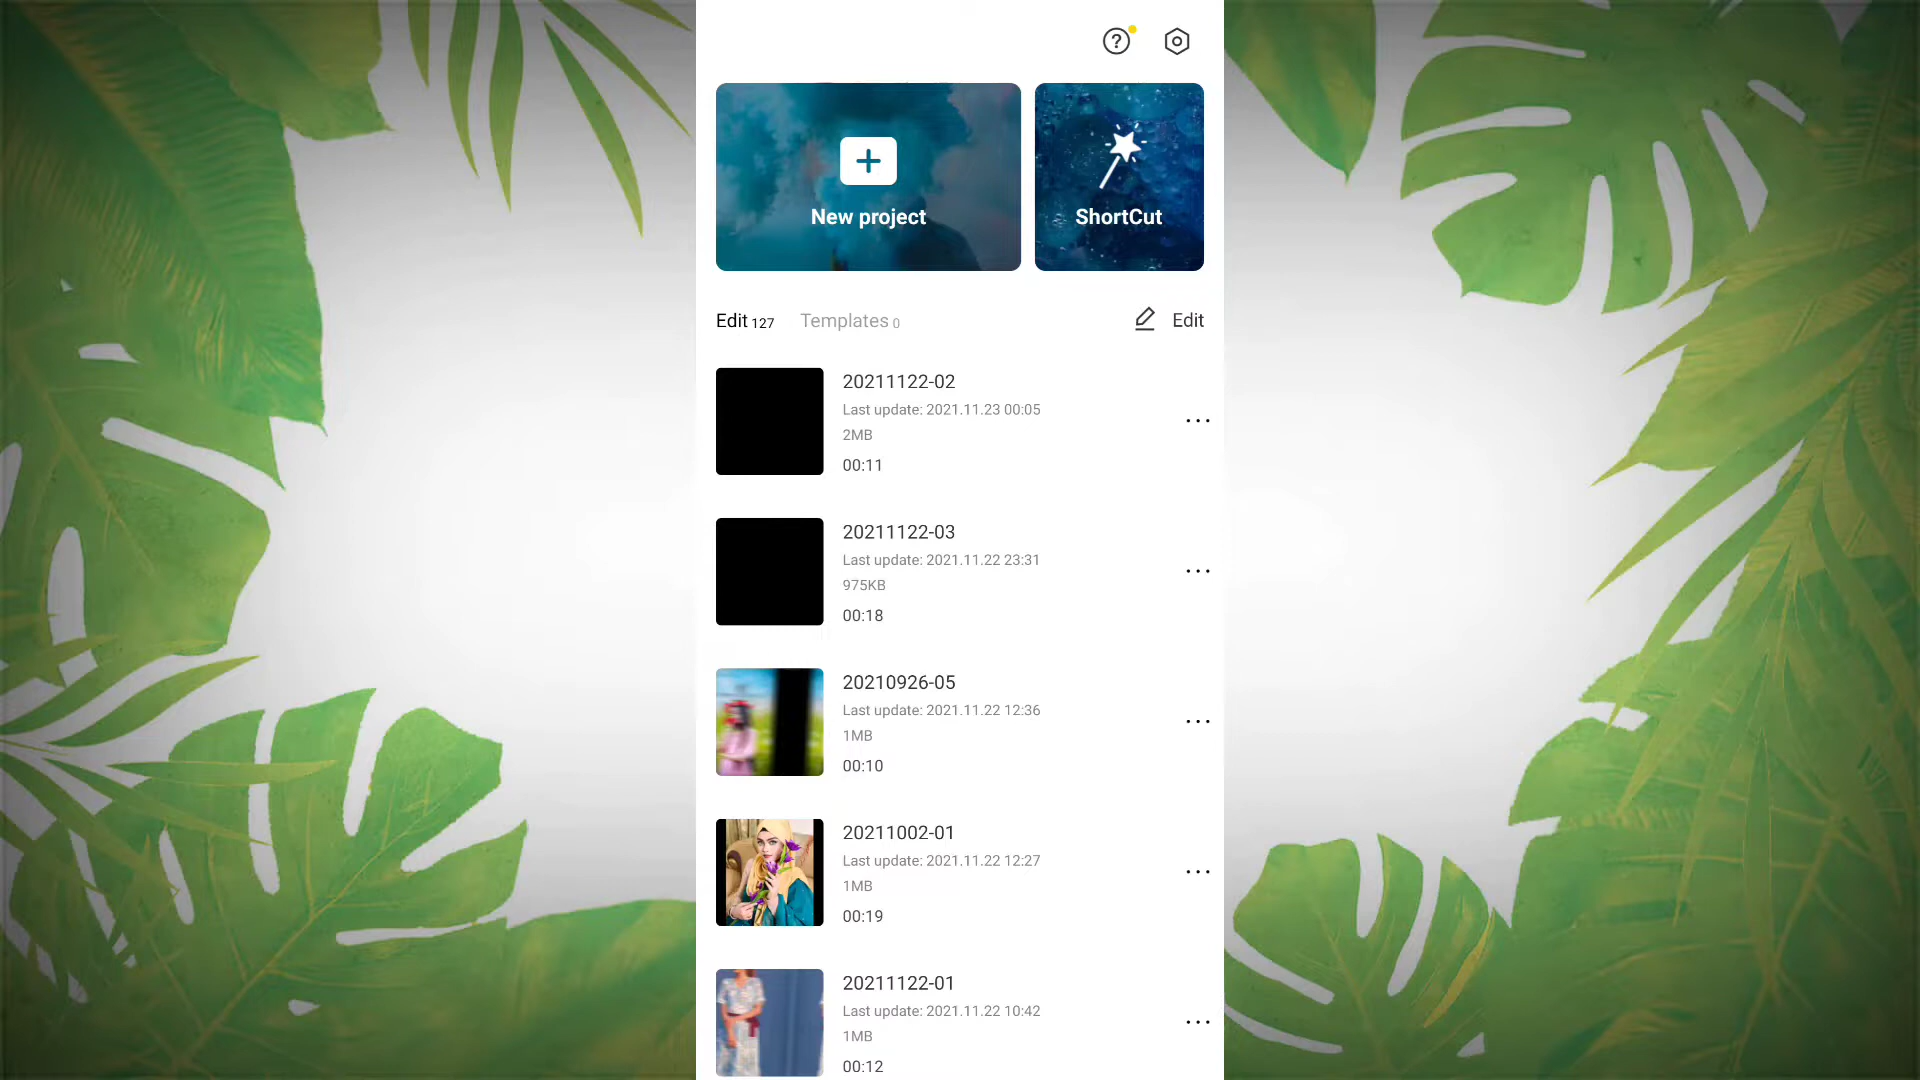 New project
ShortCut
Edit 127 Templates 0 Edit
20211122-02
Last update: 2021.11.23 00:05
2MB
00:11
20211122-03
Last update: 2021.11.22 23:31
975KB
00:18
20210926-05
Last update: 2021.11.22 12:36
1MB
00:10
20211002-01
Last update: 2021.11.22 12:27
1MB
00:19
20211122-01
Last update: 2021.11.22 10:42
1MB
00:12